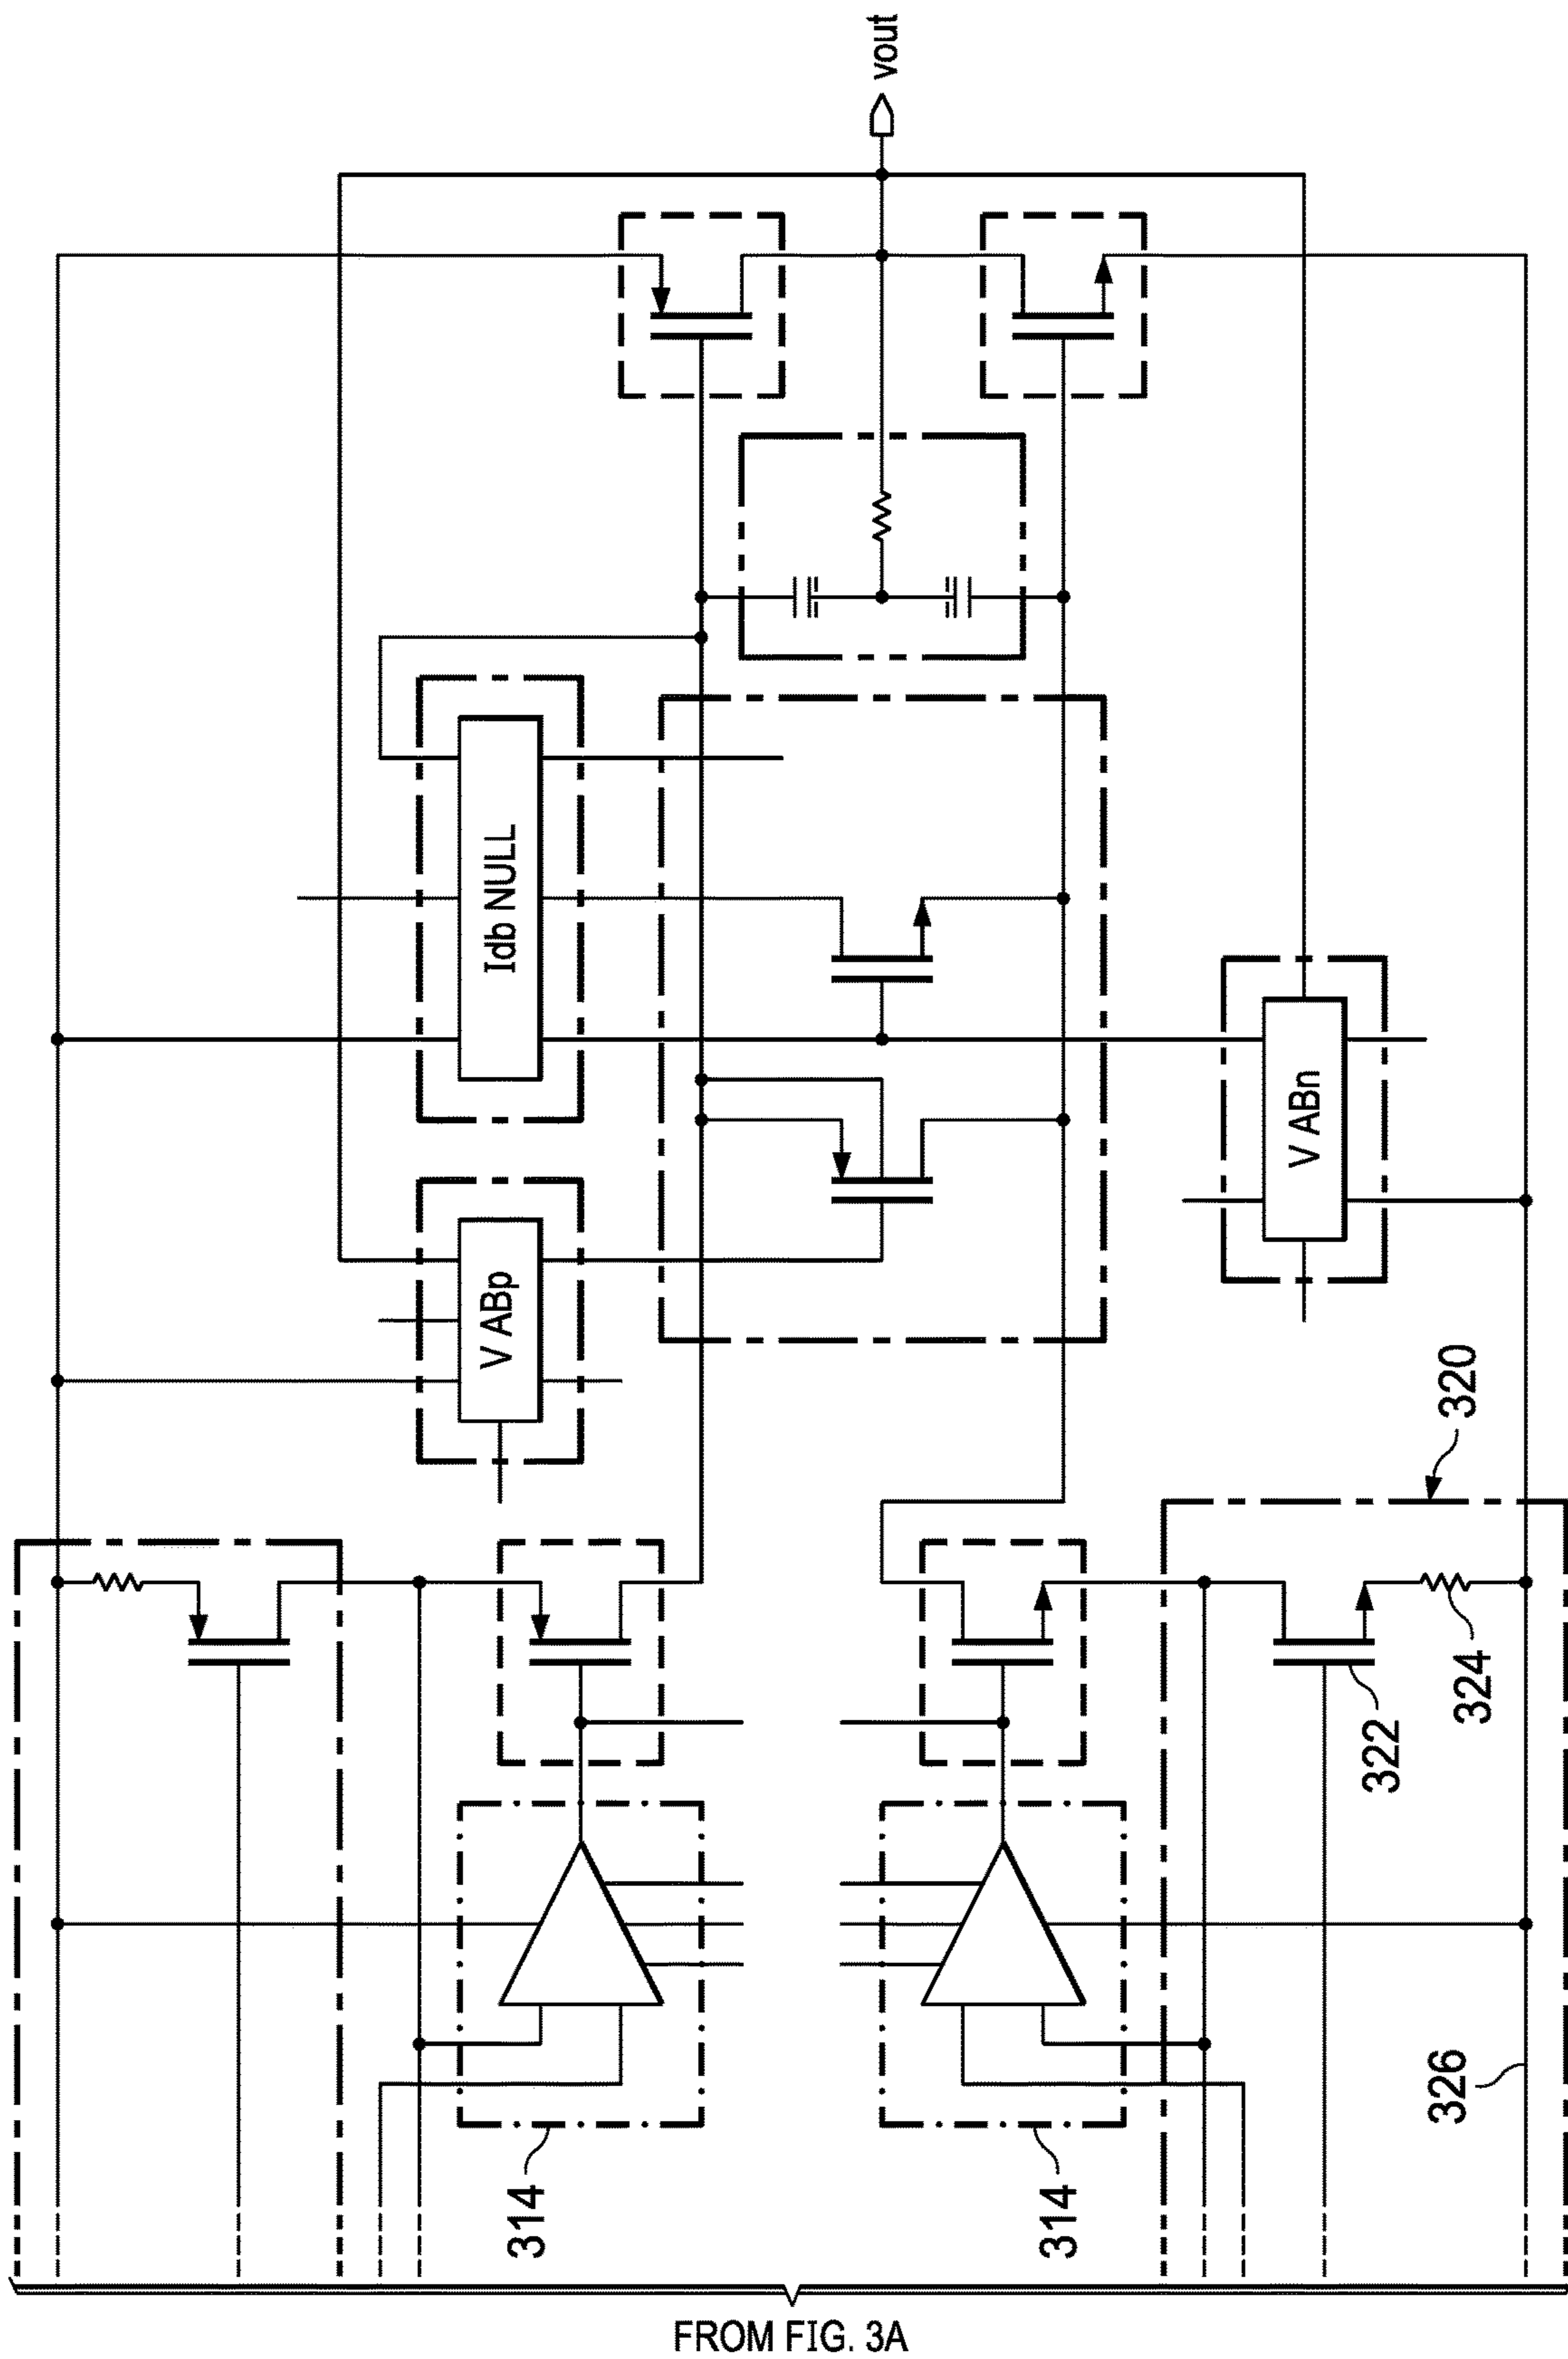 vout
Idb NULL
V ABp
V ABn
320
324
322
314
314
326
FROM FIG. 3A